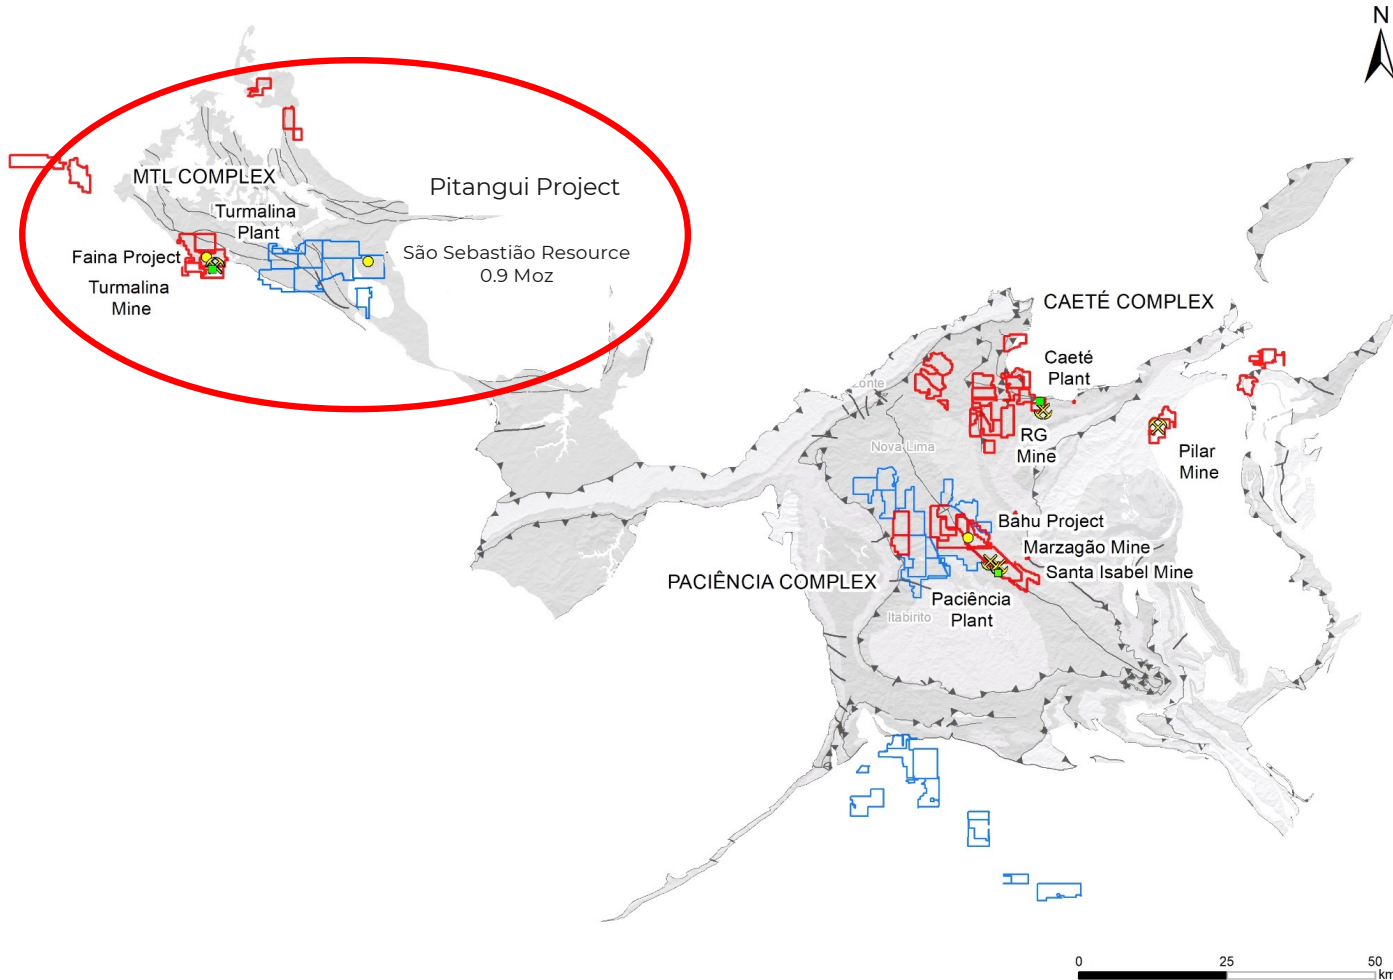 N
MTL COMPLEX
Pitangui Project
Turmalina
Plant
Faina Project
São Sebastião Resource
0.9 Moz
Turmalina
Mine
CAETÉ COMPLEX
Caeté
Plant
onte
RG
Mine
Nova Lima
Pilar
Mine
Bahu Project
Marzagão Mine
Santa Isabel Mine
PACIÊNCIA COMPLEX
Paciência
Plant
Itabirito
0 25 50
km